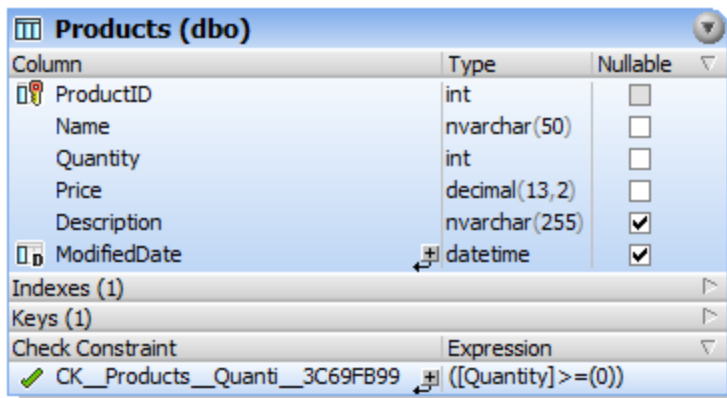 Products (dbo)
Column Type Nullable
ProductID int
Name nvarchar(50)
Quantity int
Price decimal(13,2)
Description nvarchar(255)
D ModifiedDate datetime
Indexes (1)
Keys (1)
Check Constraint Expression
CK__Products__Quanti__3C69FB99 ([Quantity]>=(0))